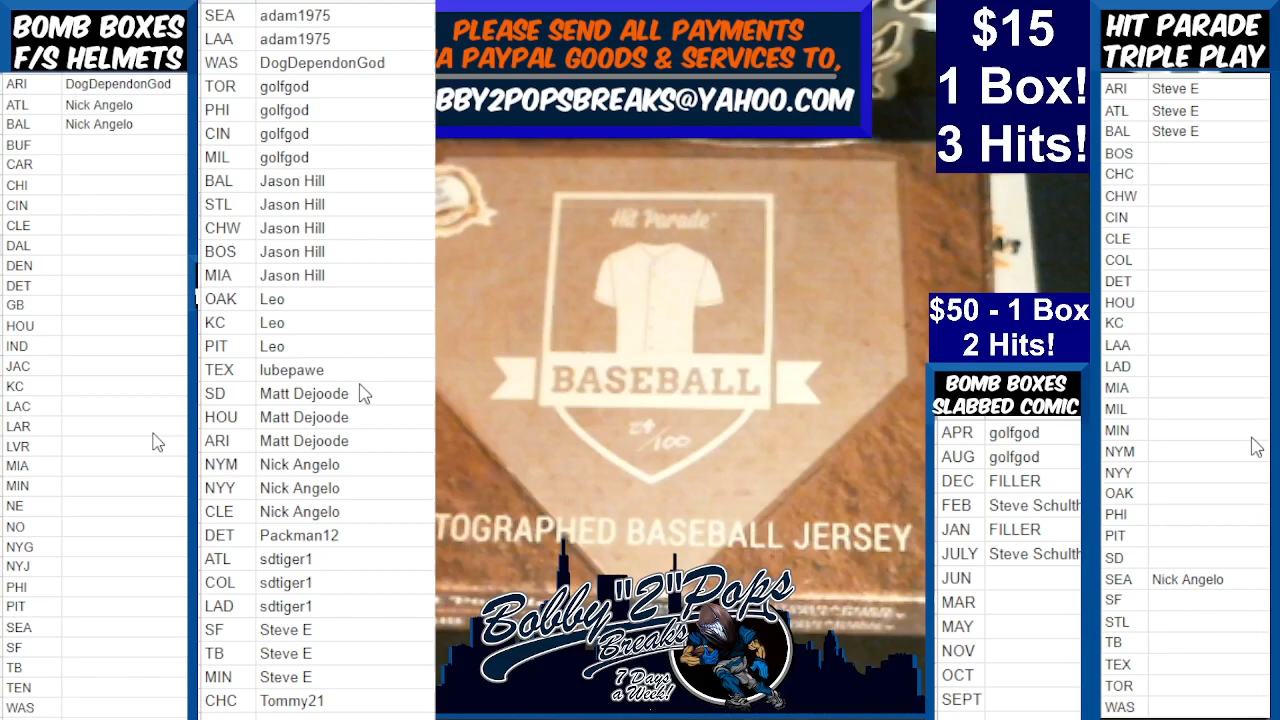 BOMB BOXES
F/S HELMETS
ARI DogDependonGod
ATL Nick Angelo
BAL Nick Angelo
BUF
CAR
CHI
CIN
CLE
DAL
DEN
DET
GB
HOU
IND
JAC
KC
LAC
LAR
LVR
MIA
MIN
NE
NO
NYG
NYJ
PHI
PIT
SEA
SF
TB
TEN
WAS
SEA adam1975
LAA adam1975
WAS DogDependonGod
TOR golfgod
PHI golfgod
CIN golfgod
MIL golfgod
BAL Jason Hill
STL Jason Hill
CHW Jason Hill
BOS Jason Hill
MIA Jason Hill
OAK Leo
KC Leo
PIT Leo
TEX lubepawe
SD Matt Dejoode
HOU Matt Dejoode
ARI Matt Dejoode
NYM Nick Angelo
NYY Nick Angelo
CLE Nick Angelo
DET Packman12
ATL sdtiger1
COL sdtiger1
LAD sdtiger1
SF Steve E
TB Steve E
MIN Steve E
CHC Tommy21
PLEASE SEND ALL PAYMENTS
A PAYPAL GOODS & SERVICES TO,
BBY2POPSBREAKS@YAHOO.COM
Hit Parade
BASEBALL
24/100
TOGRAPHED BASEBALL JERSEY
Bobby "2" Pops
Breaks
7 Days
a Week!
$15
1 Box!
3 Hits!
$50 - 1 Box
2 Hits!
BOMB BOXES
SLABBED COMIC
APR golfgod
AUG golfgod
DEC FILLER
FEB Steve Schulth
JAN FILLER
JULY Steve Schulth
JUN
MAR
MAY
NOV
OCT
SEPT
HIT PARADE
TRIPLE PLAY
ARI Steve E
ATL Steve E
BAL Steve E
BOS
CHC
CHW
CIN
CLE
COL
DET
HOU
KC
LAA
LAD
MIA
MIL
MIN
NYM
NYY
OAK
PHI
PIT
SD
SEA Nick Angelo
SF
STL
TB
TEX
TOR
WAS